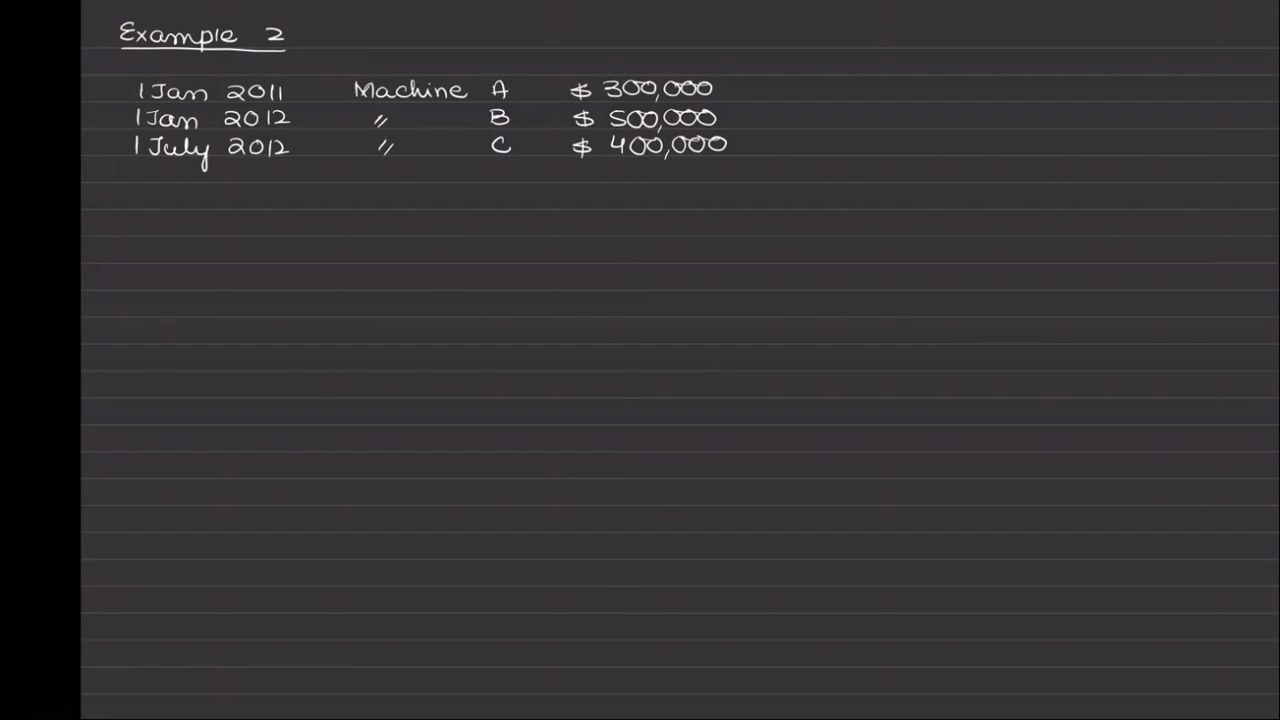 Example 2
1 Jan 2011 Machine A $ 300,000
1 Jan 2012 〃 B $ 500,000
1 July 2012 〃 C $ 400,000